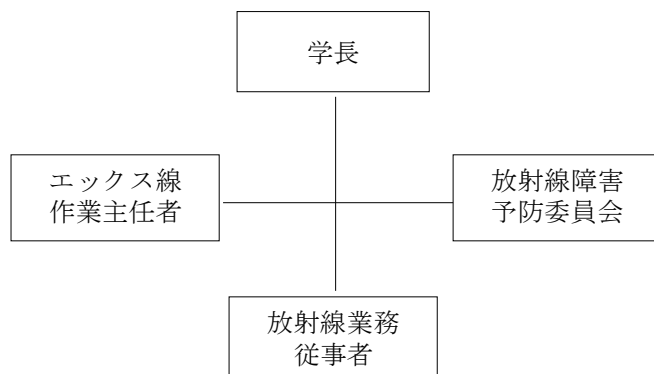 学長
エックス線
作業主任者
放射線障害
予防委員会
放射線業務
従事者